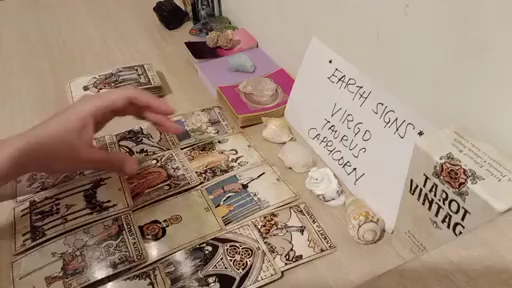 * EARTH SIGNS *
VIRGO
TAURUS
CAPRICORN
TAROT
VINTAG